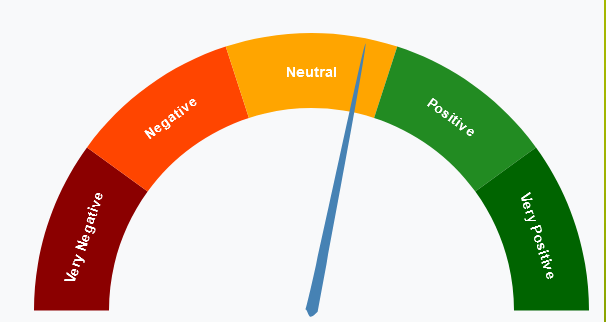 Very Negative
Negative
Neutral
Positive
Very Positive